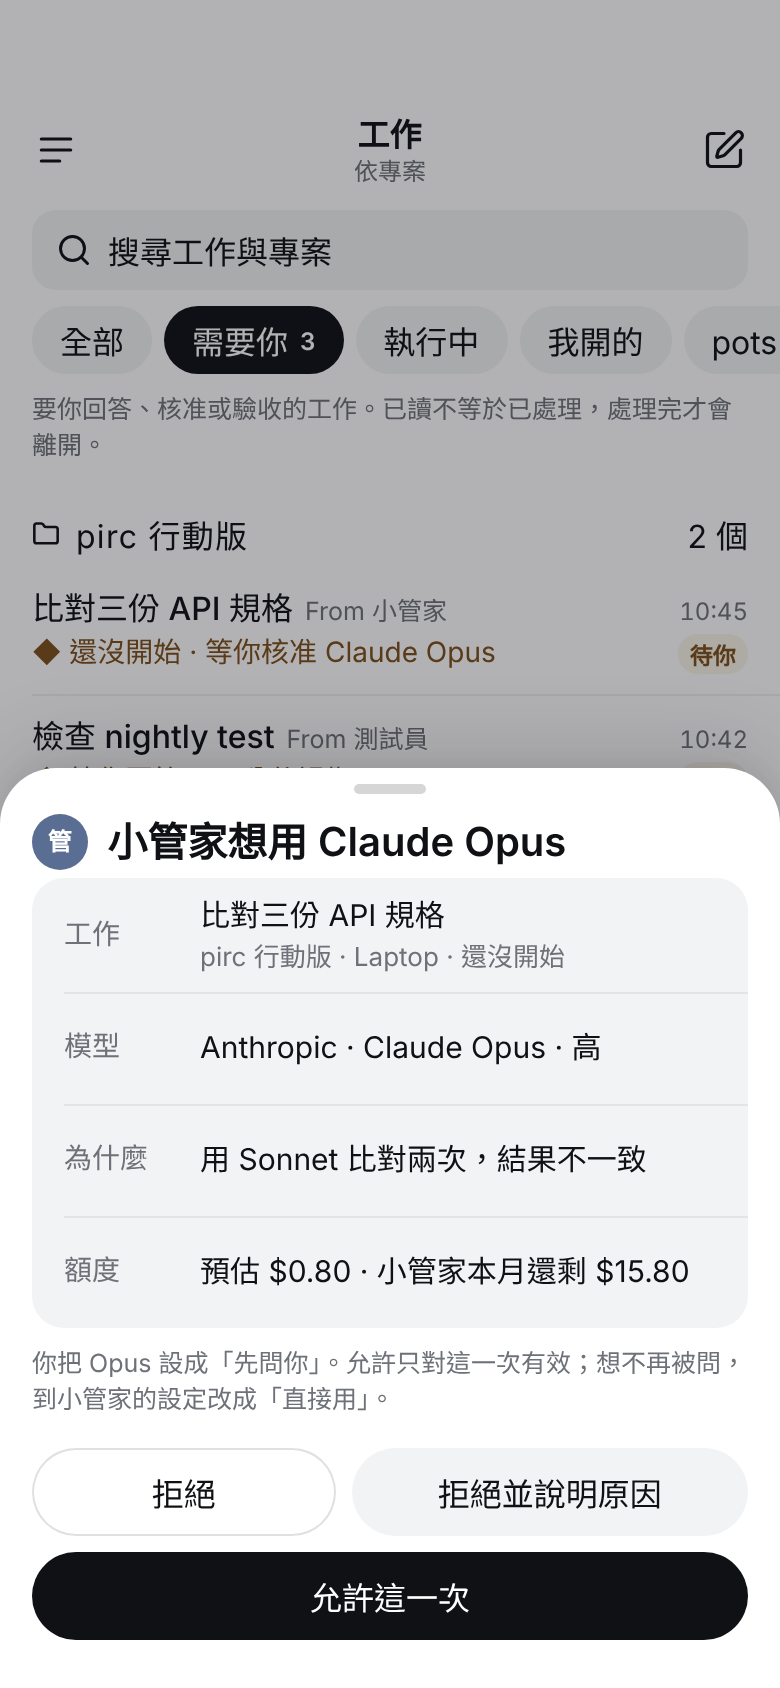 工作
依專案
搜尋工作與專案
全部
需要你 3
執行中
我開的
pots
要你回答、核准或驗收的工作。已讀不等於已處理，處理完才會
離開。
pirc 行動版
2 個
比對三份 API 規格 From 小管家
10:45
還沒開始 · 等你核准 Claude Opus
待你
檢查 nightly test From 測試員
10:42
管
小管家想用 Claude Opus
工作
比對三份 API 規格
pirc 行動版 · Laptop · 還沒開始
模型
Anthropic · Claude Opus · 高
為什麼
用 Sonnet 比對兩次，結果不一致
額度
預估 $0.80 · 小管家本月還剩 $15.80
你把 Opus 設成「先問你」。允許只對這一次有效；想不再被問，
到小管家的設定改成「直接用」。
拒絕
拒絕並說明原因
允許這一次